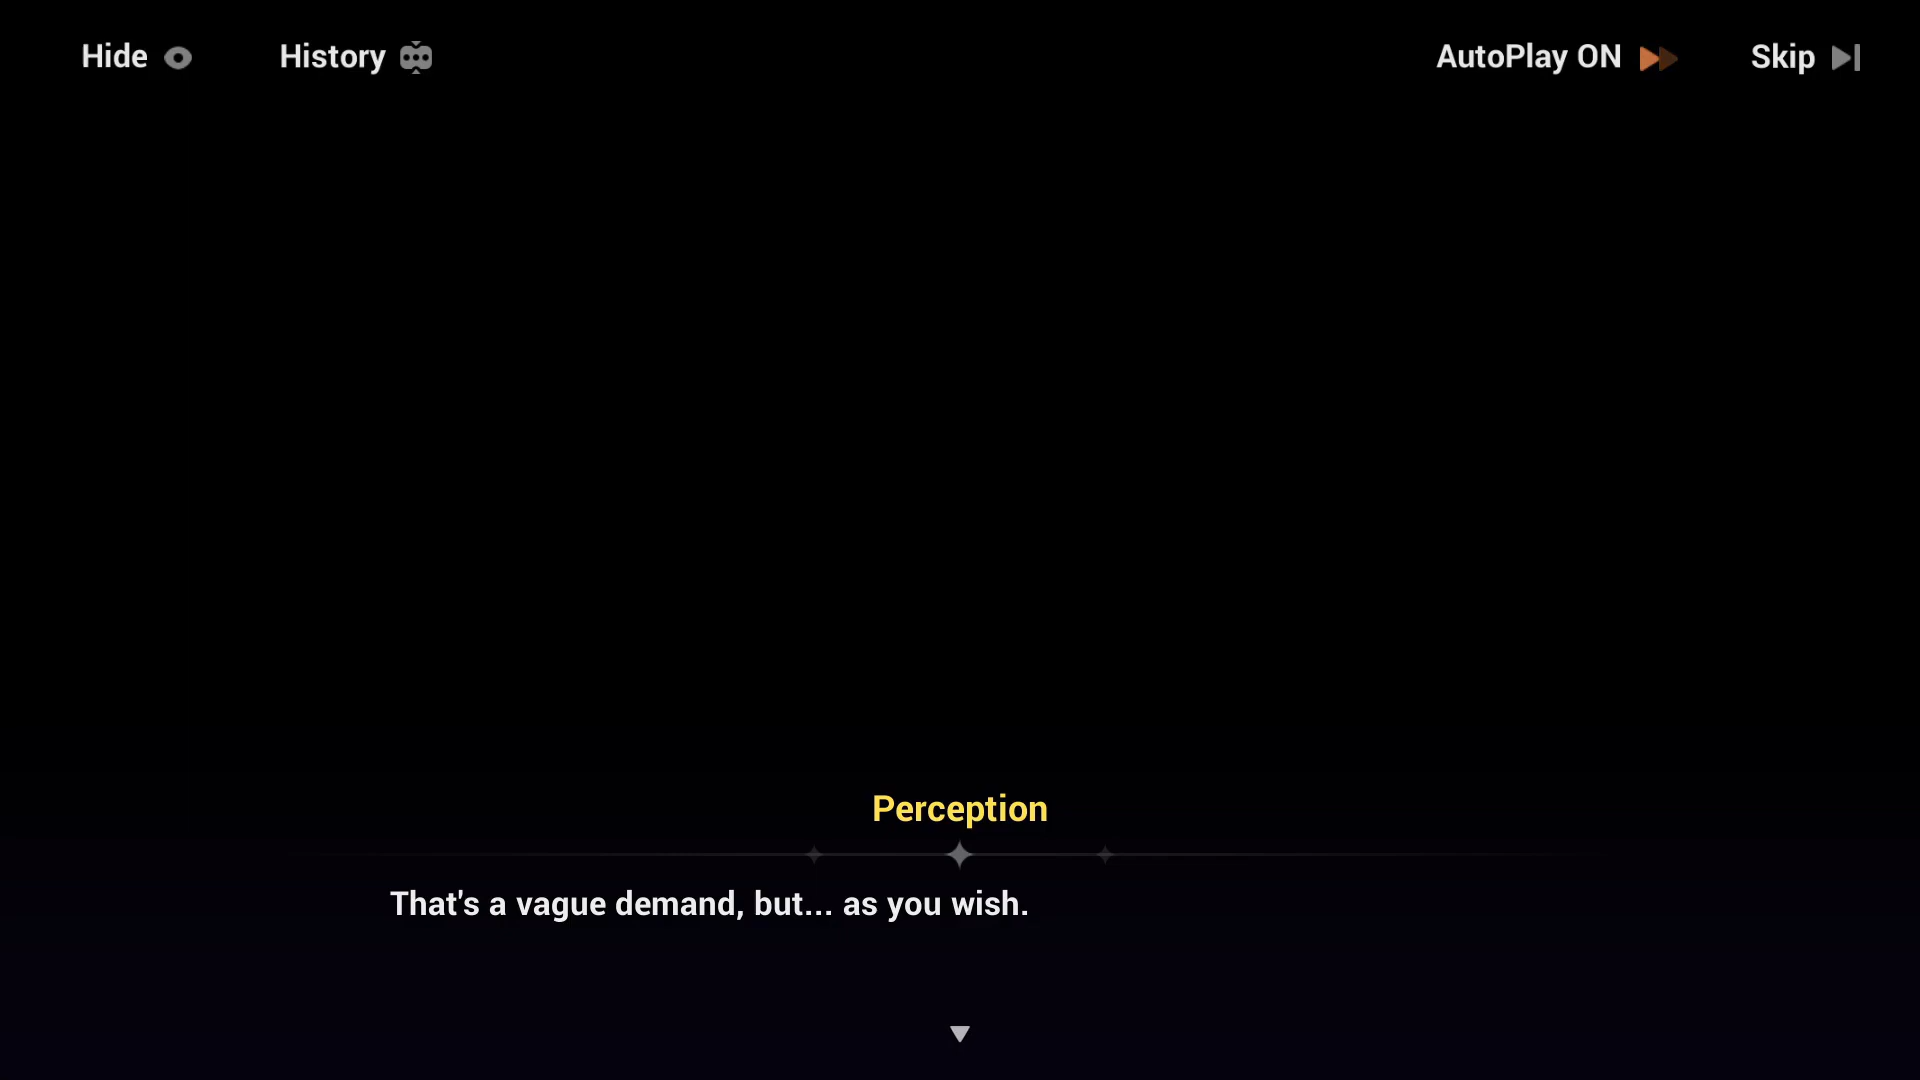 Hide
History
AutoPlay ON
Skip
Perception
That's a vague demand, but... as you wish.